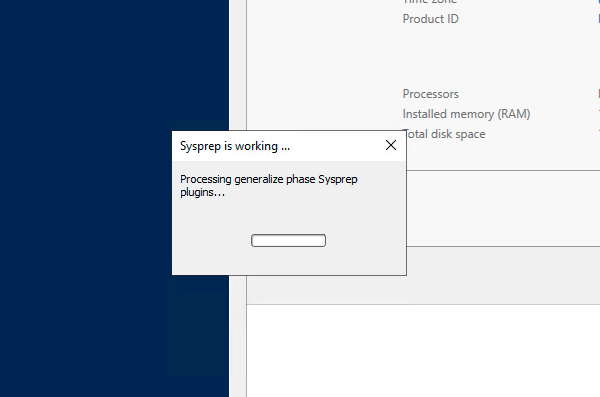 Time zone
Product ID
Processors
Installed memory (RAM)
Total disk space
Sysprep is working ...
Processing generalize phase Sysprep
plugins...